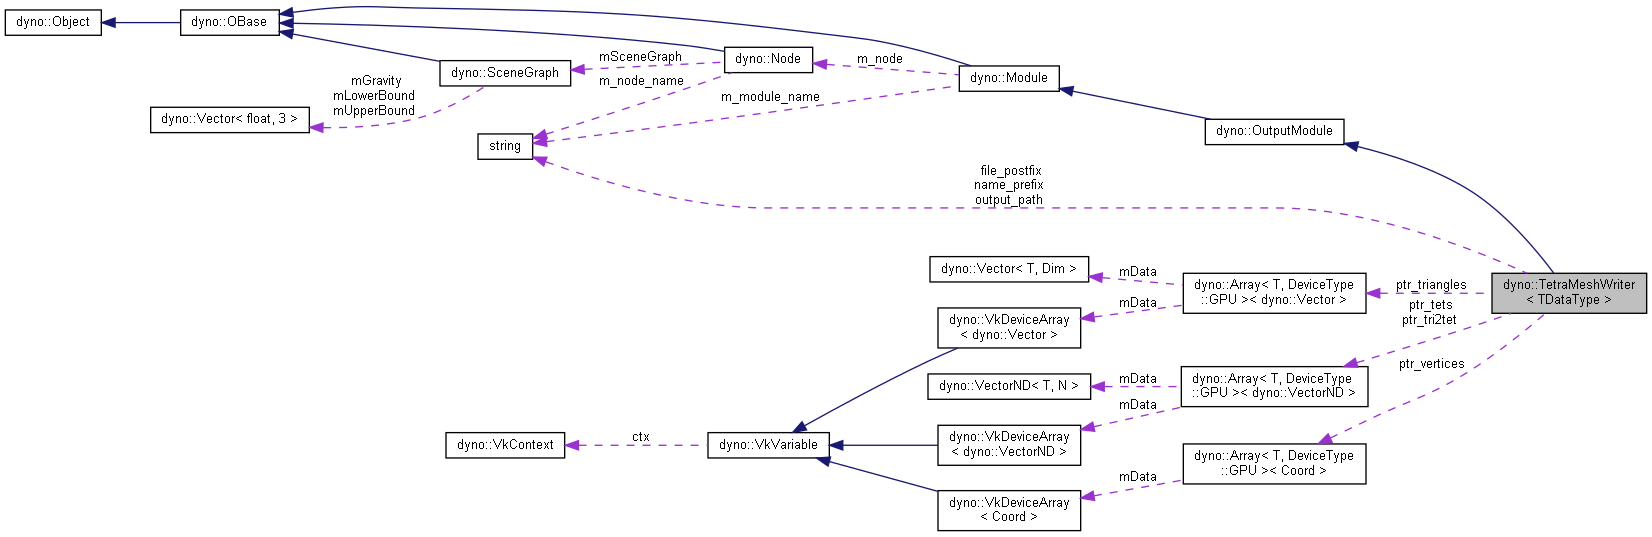 dyno::Object
dyno::OBase
dyno::SceneGraph
mSceneGraph
dyno::Node
m_node
dyno::Module
mGravity
mLowerBound
mUpperBound
m_node_name
m_module_name
dyno::Vector< float, 3 >
string
dyno::OutputModule
file_postfix
name_prefix
output_path
dyno::Vector< T, Dim >
mData
dyno::Array< T, DeviceType
::GPU >< dyno::Vector >
ptr_triangles
dyno::TetraMeshWriter
< TDataType >
mData
dyno::VkDeviceArray
< dyno::Vector >
ptr_tets
ptr_tri2tet
dyno::VectorND< T, N >
mData
dyno::Array< T, DeviceType
::GPU >< dyno::VectorND >
ptr_vertices
mData
dyno::VkContext
ctx
dyno::VkVariable
dyno::VkDeviceArray
< dyno::VectorND >
dyno::Array< T, DeviceType
::GPU >< Coord >
mData
dyno::VkDeviceArray
< Coord >